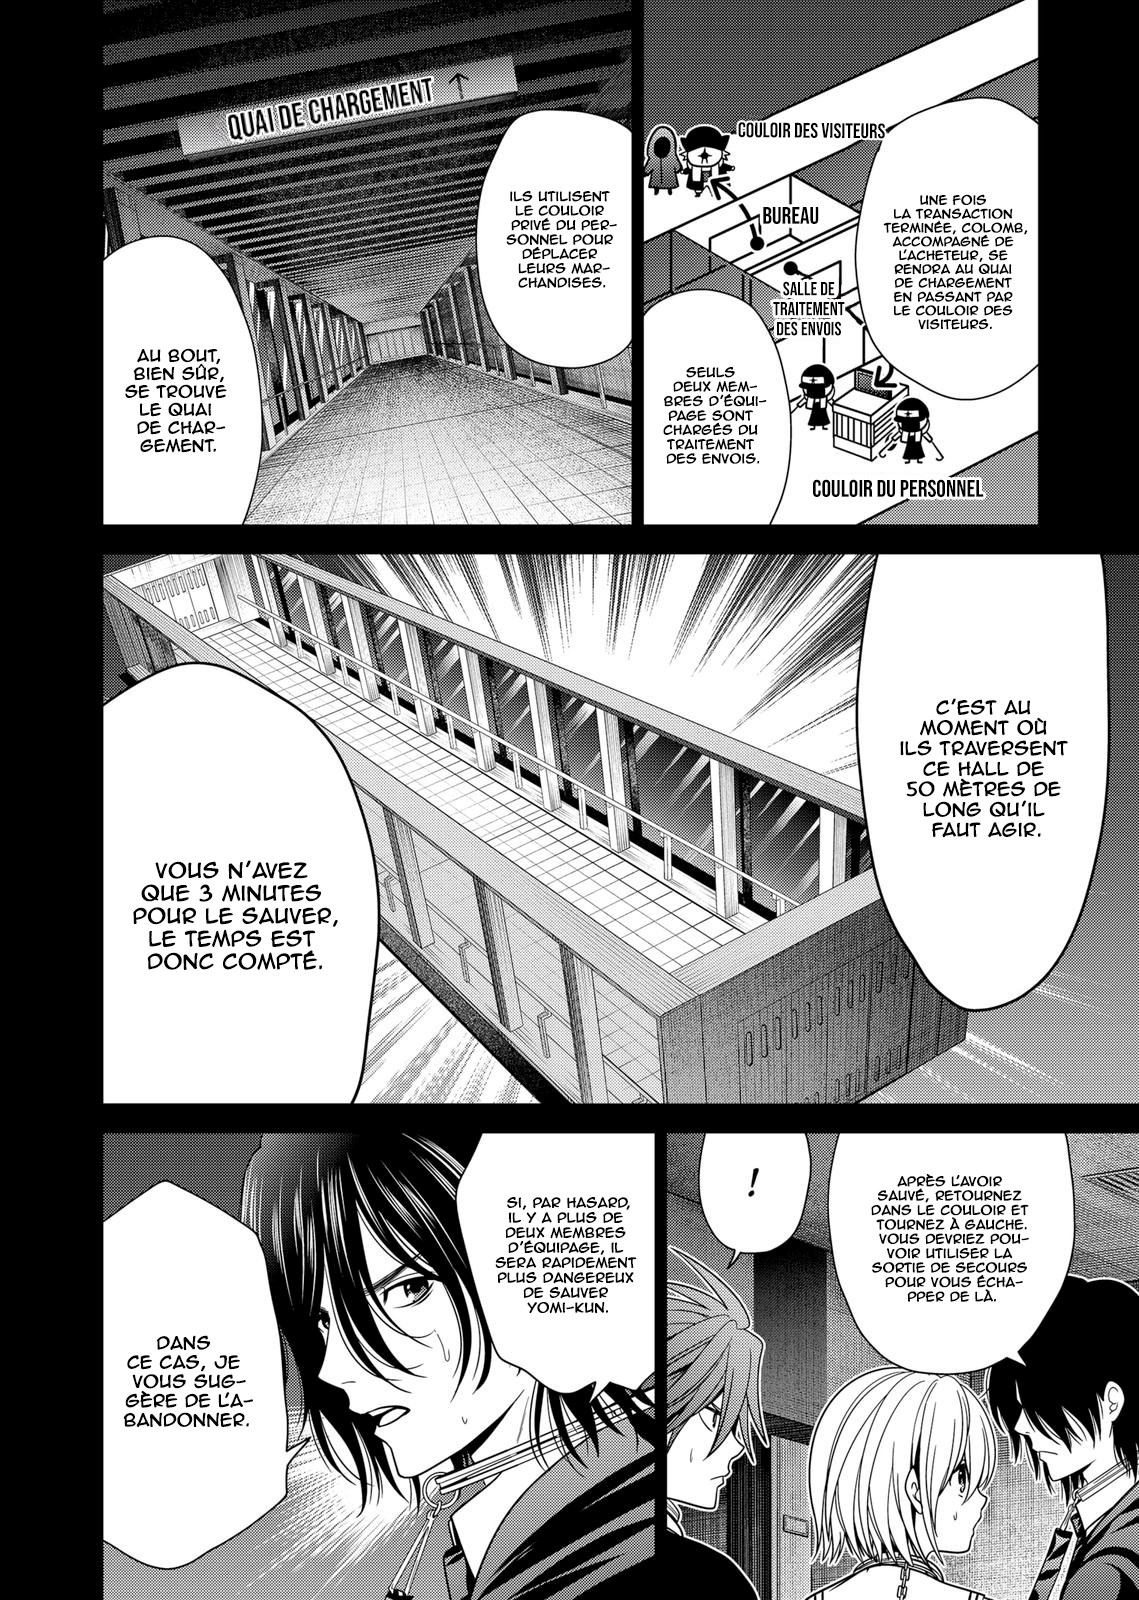 COULOIR DES VISITEURS
BUREAU
UNE FOIS
LA TRANSACTION
TERMINÉE, COLOMB,
ACCOMPAGNÉ DE
L'ACHETEUR, SE
RENDRA AU QUAI
DE CHARGEMENT
EN PASSANT PAR
LE COULOIR DES
VISITEURS.
SALLE DE
TRAITEMENT
DES ENVOIS
SEULS
DEUX MEM-
BRES D'ÉQUI-
PAGE SONT
CHARGÉS DU
TRAITEMENT
DES ENVOIS.
COULOIR DU PERSONNEL
QUAI DE CHARGEMENT ↑
ILS UTILISENT
LE COULOIR
PRIVÉ DU PER-
SONNEL POUR
DÉPLACER
LEURS MAR-
CHANDISES.
AU BOUT,
BIEN SÛR,
SE TROUVE
LE QUAI
DE CHAR-
GEMENT.
C'EST AU
MOMENT OÙ
ILS TRAVERSENT
CE HALL DE
50 MÈTRES DE
LONG QU'IL
FAUT AGIR.
VOUS N'AVEZ
QUE 3 MINUTES
POUR LE SAUVER,
LE TEMPS EST
DONC COMPTÉ.
APRÈS L'AVOIR
SAUVÉ, RETOURNEZ
DANS LE COULOIR ET
TOURNEZ À GAUCHE.
VOUS DEVRIEZ POU-
VOIR UTILISER LA
SORTIE DE SECOURS
POUR VOUS ÉCHA-
PPER DE LÀ.
!
SI, PAR HASARD,
IL Y A PLUS DE
DEUX MEMBRES
D'ÉQUIPAGE, IL
SERA RAPIDEMENT
PLUS DANGEREUX
DE SAUVER
YOMI-KUN.
DANS
CE CAS, JE
VOUS SUG-
GÈRE DE L'A-
BANDONNER.